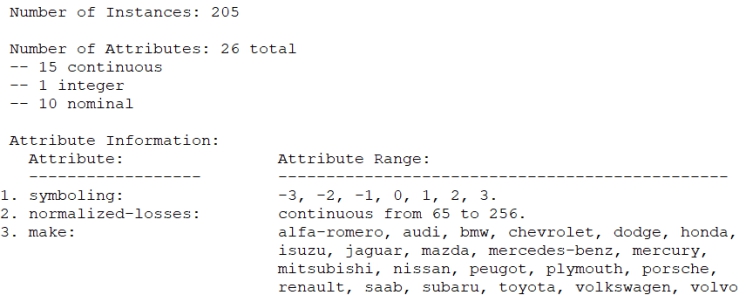 Number of Instances: 205
Number of Attributes: 26 total
-- 15 continuous
-- 1 integer
-- 10 nominal
Attribute Information:
Attribute: Attribute Range:
------------------ -----------------------------------------------
1. symboling: -3, -2, -1, 0, 1, 2, 3.
2. normalized-losses: continuous from 65 to 256.
3. make: alfa-romero, audi, bmw, chevrolet, dodge, honda,
isuzu, jaguar, mazda, mercedes-benz, mercury,
mitsubishi, nissan, peugot, plymouth, porsche,
renault, saab, subaru, toyota, volkswagen, volvo